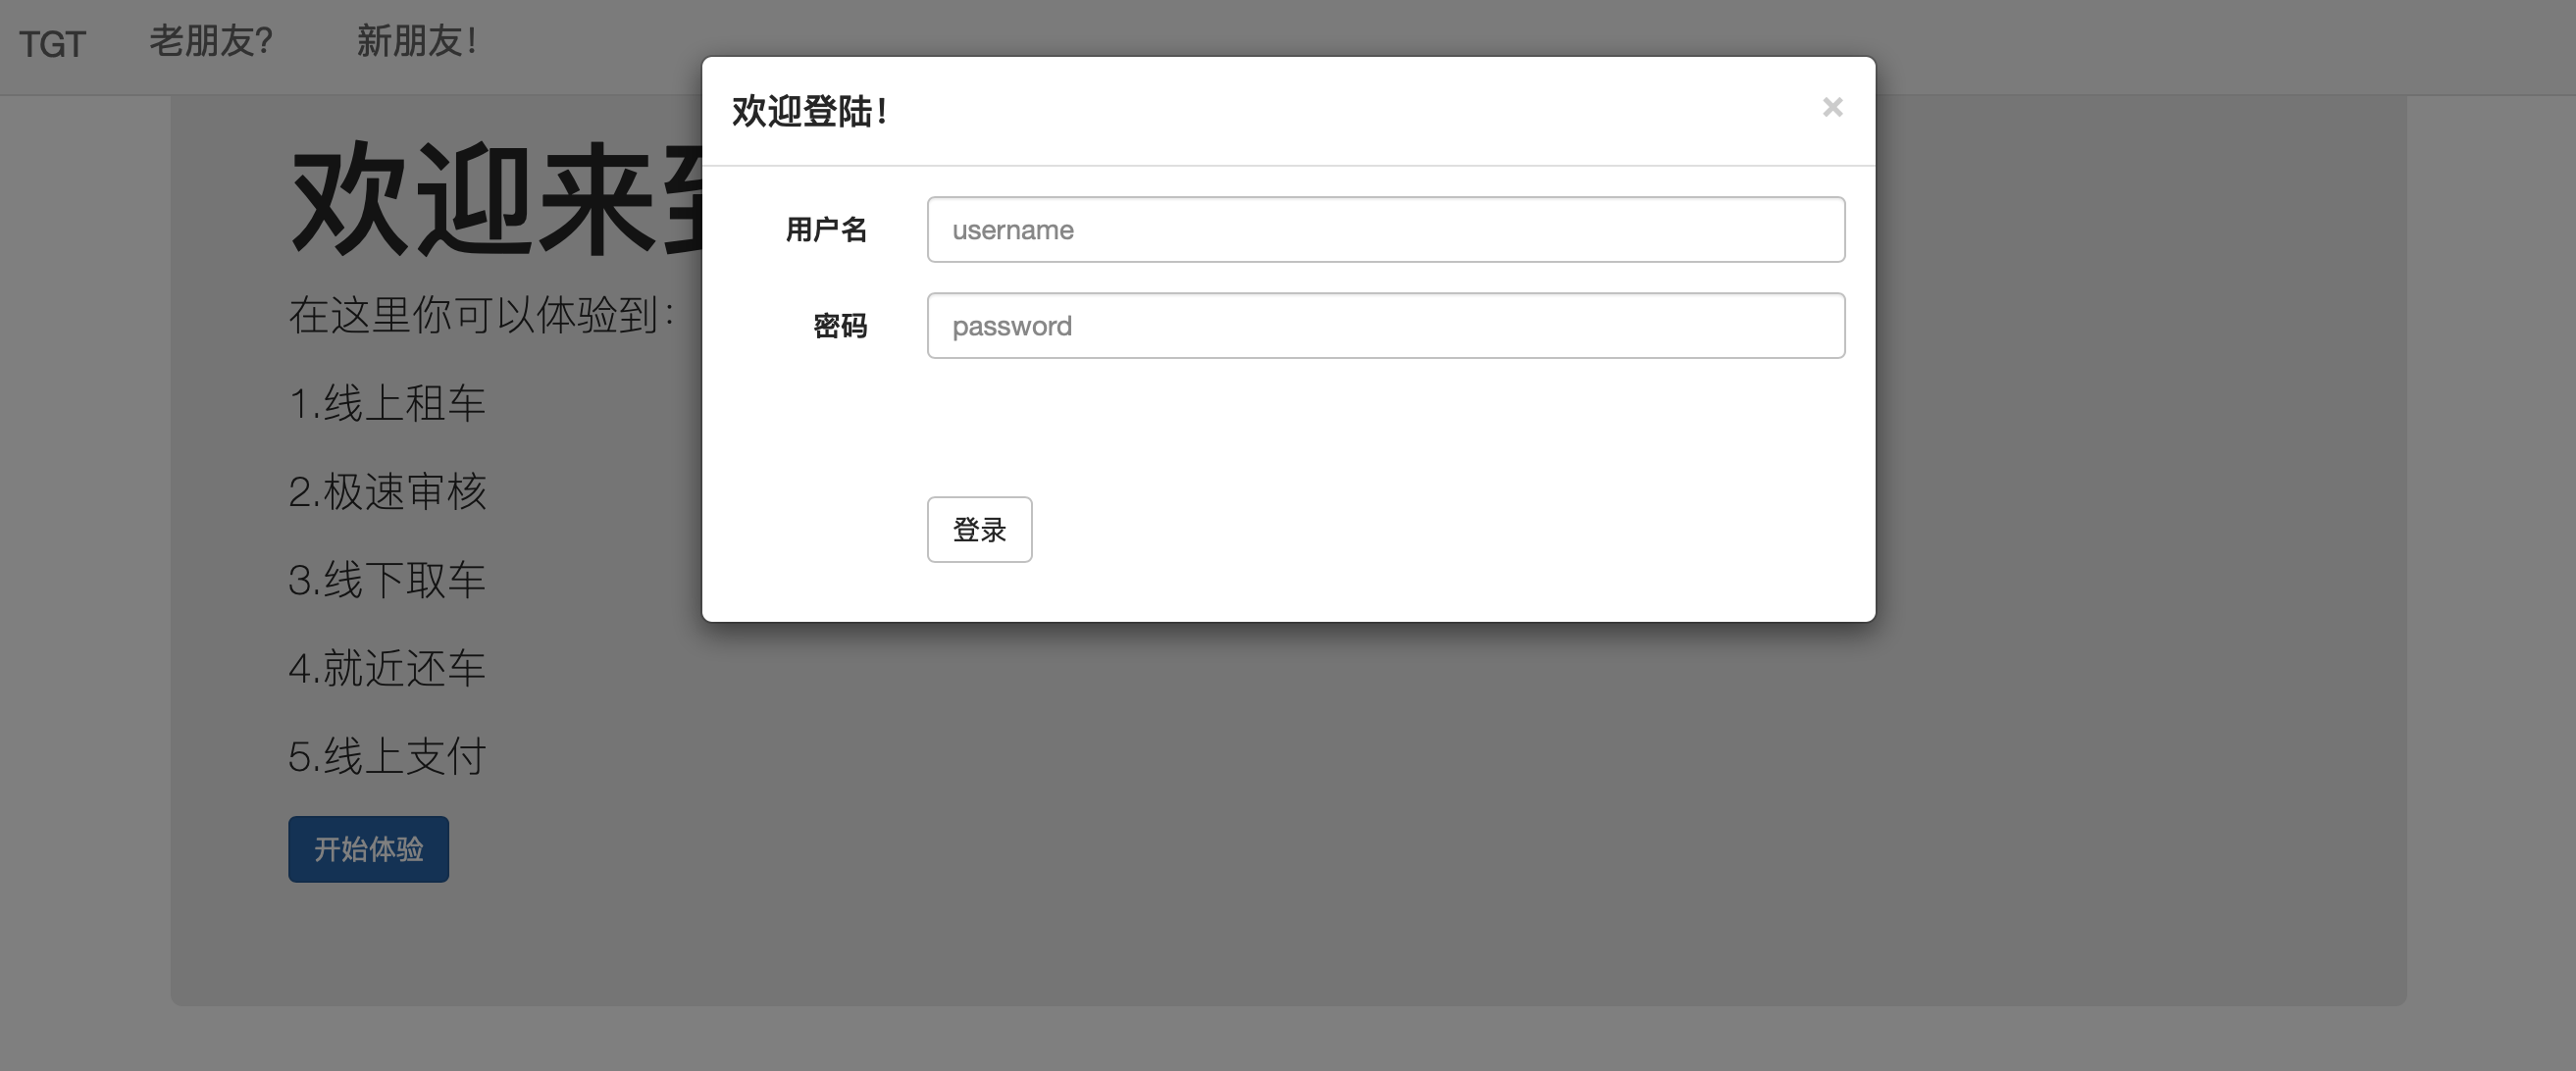 TGT 老朋友? 新朋友!
欢迎登陆! ×
欢迎来
用户名 username
密码 password
登录
在这里你可以体验到:
1.线上租车
2.极速审核
3.线下取车
4.就近还车
5.线上支付
开始体验